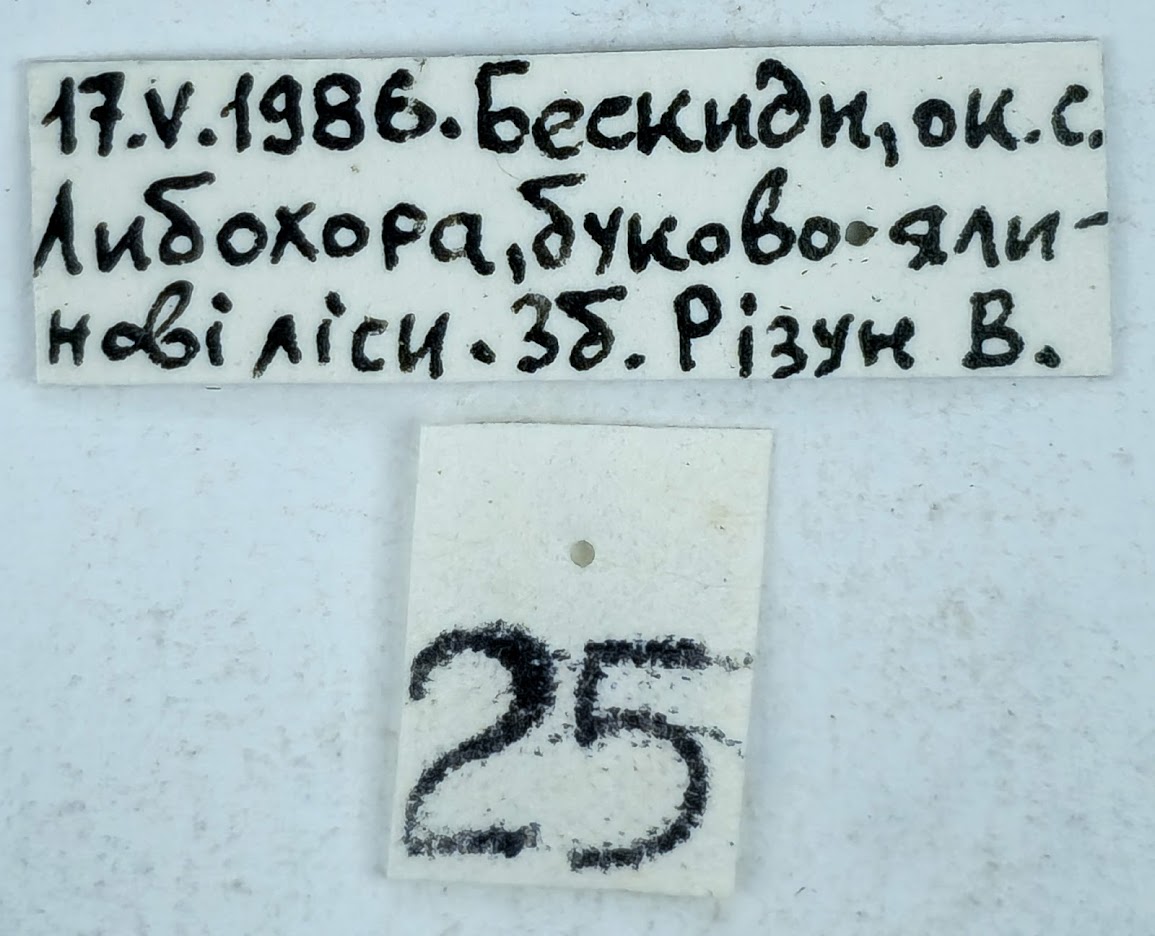 17.V.1986. Бескиди, ок. с.
Либохора, буково-яли-
нові ліси. Зб. Різун В.
25